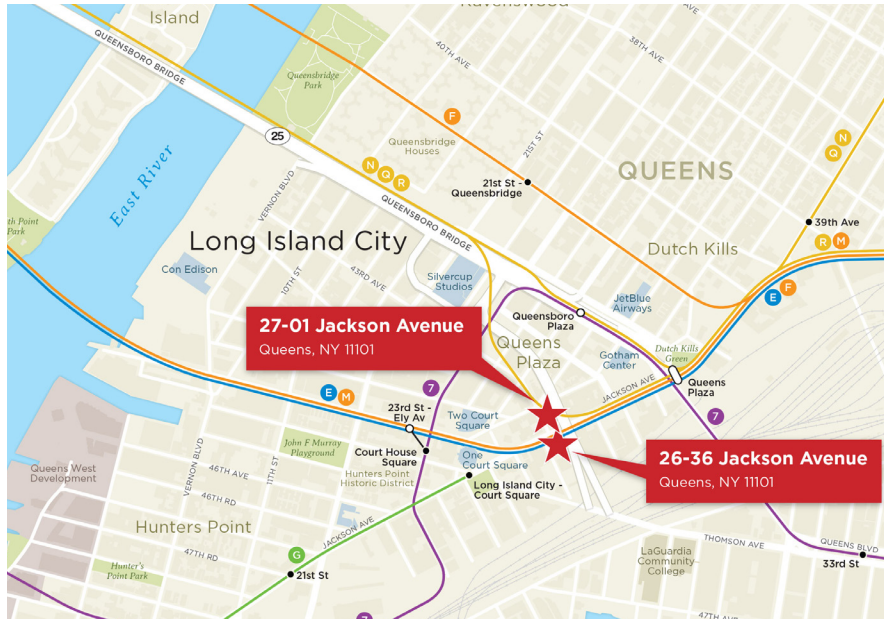 Ravenswood
Island
QUEENSBORO BRIDGE
40TH AVE
38TH AVE
36TH AVE
Queensbridge
Park
F
25
Queensbridge
Houses
21ST ST
N
Q
N
Q
R
QUEENS
East River
VERNON BLVD
21st St -
Queensbridge
QUEENSBORO BRIDGE
39th Ave
th Point
Park
Long Island City
R
M
Dutch Kills
Con Edison
10TH ST
43RD AVE
Silvercup
Studios
E
F
JetBlue
Airways
27-01 Jackson Avenue
Queens, NY 11101
Queensboro
Plaza
Queens
Plaza
Gotham
Center
Dutch Kills
Green
JACKSON AVE
Queens
Plaza
E
M
7
23rd St -
Ely Av
Two Court
Square
7
John F Murray
Playground
Court House
Square
One
Court Square
26-36 Jackson Avenue
Queens, NY 11101
Queens West
Development
VERNON BLVD
46TH AVE
11TH ST
Hunters Point
Historic District
Long Island City -
Court Square
46TH RD
Hunters Point
JACKSON AVE
47TH RD
THOMSON AVE
QUEENS BLVD
G
LaGuardia
Community
College
33rd St
Hunter's
Point Park
21st St
7
47TH AVE